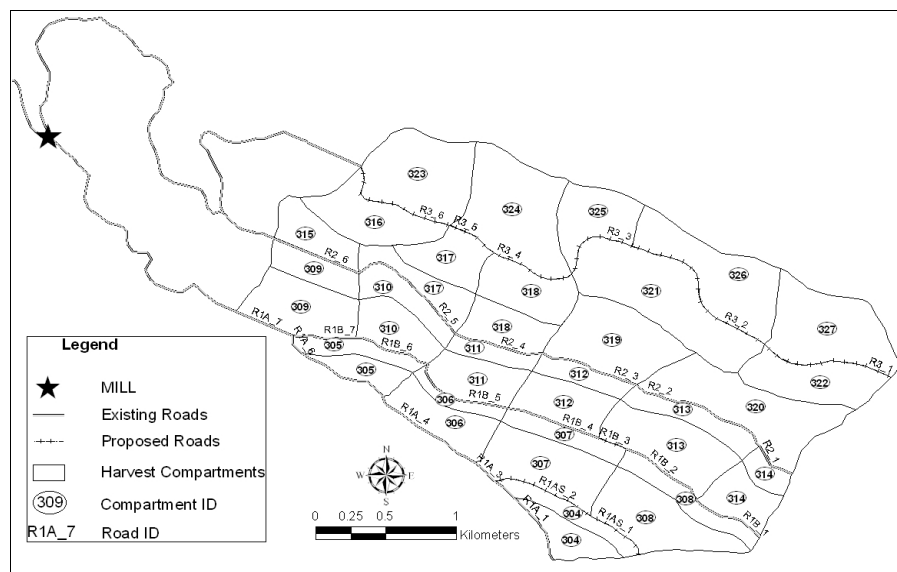 323
R3_6
R3_5
324
325
R3_3
316
315
R2_6
309
317
R3_4
326
310
317
318
321
R3_2
327
309
R2_5
R1A_7
R1B_7
310
318
319
R1A_6
305
R1B_6
311
R2_4
322
R3_1
305
311
312
R2_3
R2_2
306
R1B_5
312
313
320
R1A_4
306
R1B_4
307
R1B_3
313
R2_1
R1A_3
307
R1B_2
314
R1AS_2
308
314
R1A_1
304
R1AS_1
308
R1B_1
304
Legend
MILL
Existing Roads
Proposed Roads
Harvest Compartments
309 Compartment ID
R1A_7 Road ID
N
W E
S
0 0.25 0.5 1
Kilometers